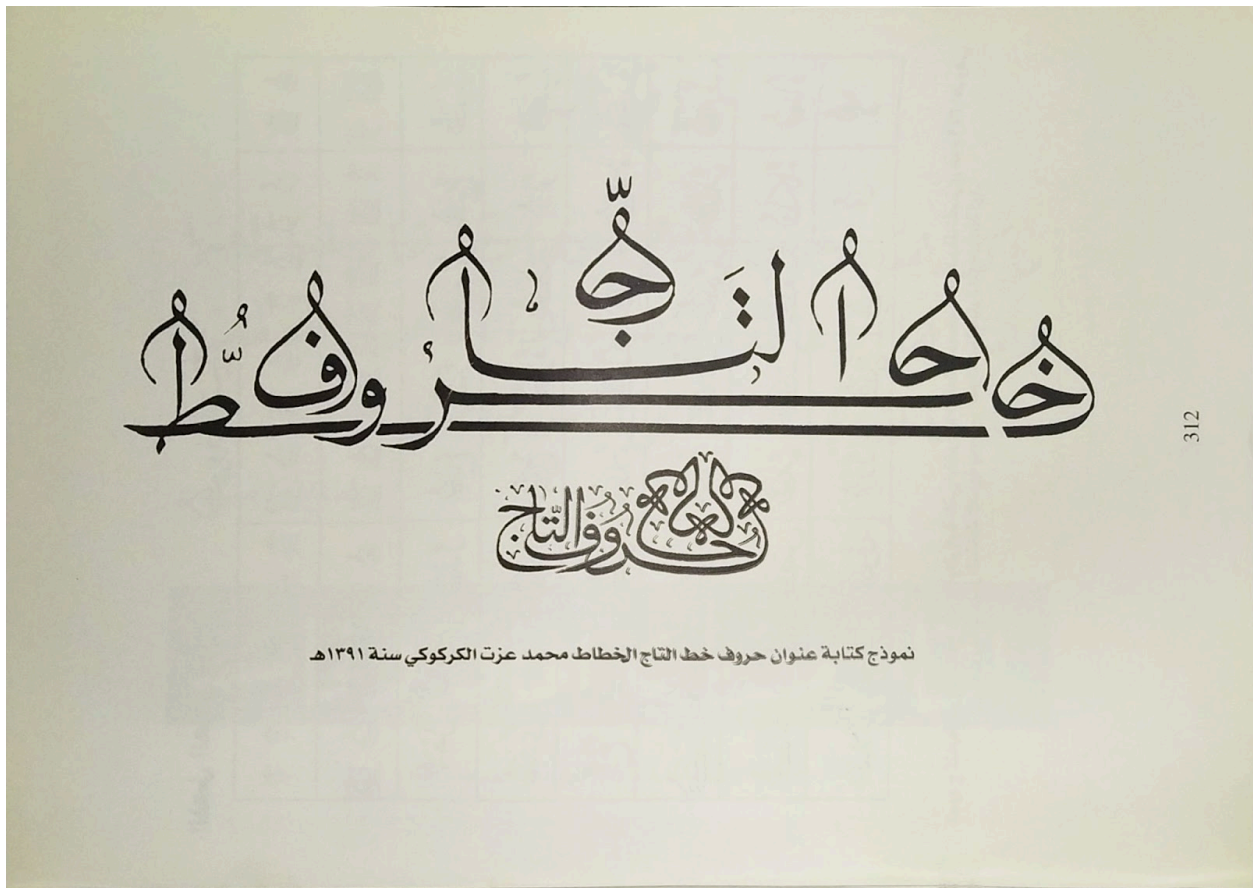 حروف خط التاج
حروف التاج
نموذج كتابة عنوان حروف خط التاج الخطاط محمد عزت الكركوكي سنة ١٣٩١هـ
312